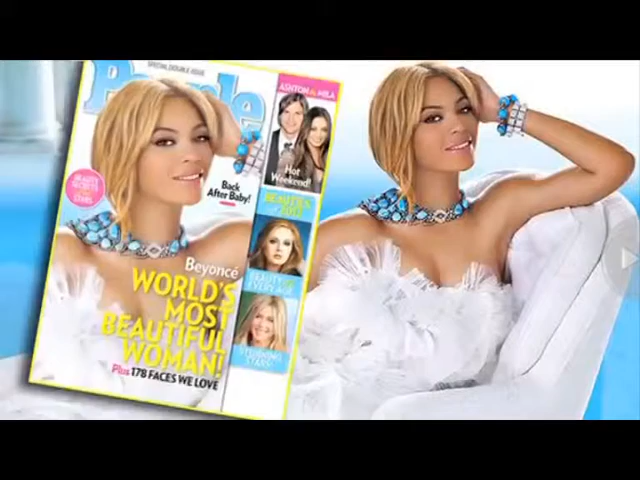 SPECIAL DOUBLE ISSUE
People
ASHTON & MILA
Hot
Weekend!
BEAUTY
SECRETS
OF THE
STARS
Back
After Baby!
BEAUTIES
OF 2012
Beyoncé
WORLD'S
MOST
BEAUTIFUL
WOMAN!
Plus 178 FACES WE LOVE
BEAUTY AT
EVERY AGE
STUNNING
STARS